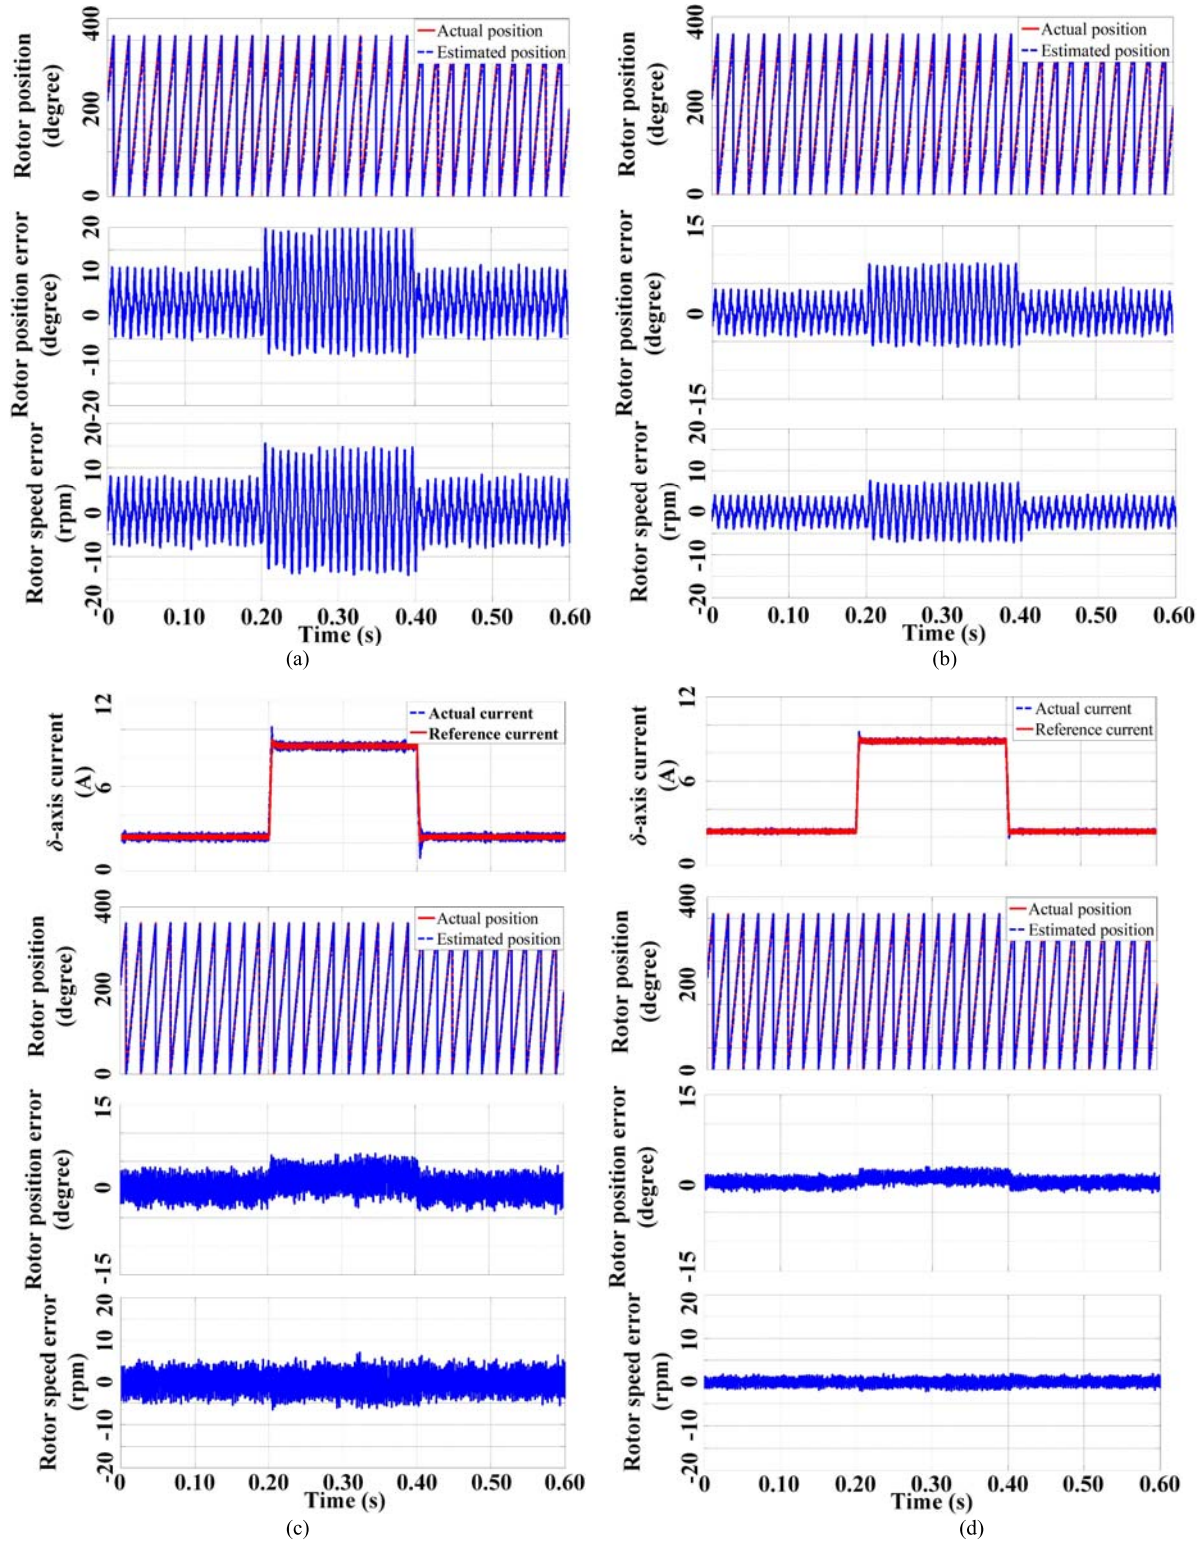 Actual position
Estimated position
Rotor position
(degree)
0 200 400
Rotor position error
(degree)
-20 -10 0 10 20
Rotor speed error
(rpm)
-20 -10 0 10 20
0 0.10 0.20 0.30 0.40 0.50 0.60
Time (s)
(a)
Actual position
Estimated position
Rotor position
(degree)
0 200 400
Rotor position error
(degree)
-15 0 15
Rotor speed error
(rpm)
-20 -10 0 10 20
0 0.10 0.20 0.30 0.40 0.50 0.60
Time (s)
(b)
Actual current
Reference current
δ-axis current
(A)
0 6 12
Actual position
Estimated position
Rotor position
(degree)
0 200 400
Rotor position error
(degree)
-15 0 15
Rotor speed error
(rpm)
-20 -10 0 10 20
0 0.10 0.20 0.30 0.40 0.50 0.60
Time (s)
(c)
Actual current
Reference current
δ-axis current
(A)
0 6 12
Actual position
Estimated position
Rotor position
(degree)
0 200 400
Rotor position error
(degree)
-15 0 15
Rotor speed error
(rpm)
-20 -10 0 10 20
0 0.10 0.20 0.30 0.40 0.50 0.60
Time (s)
(d)